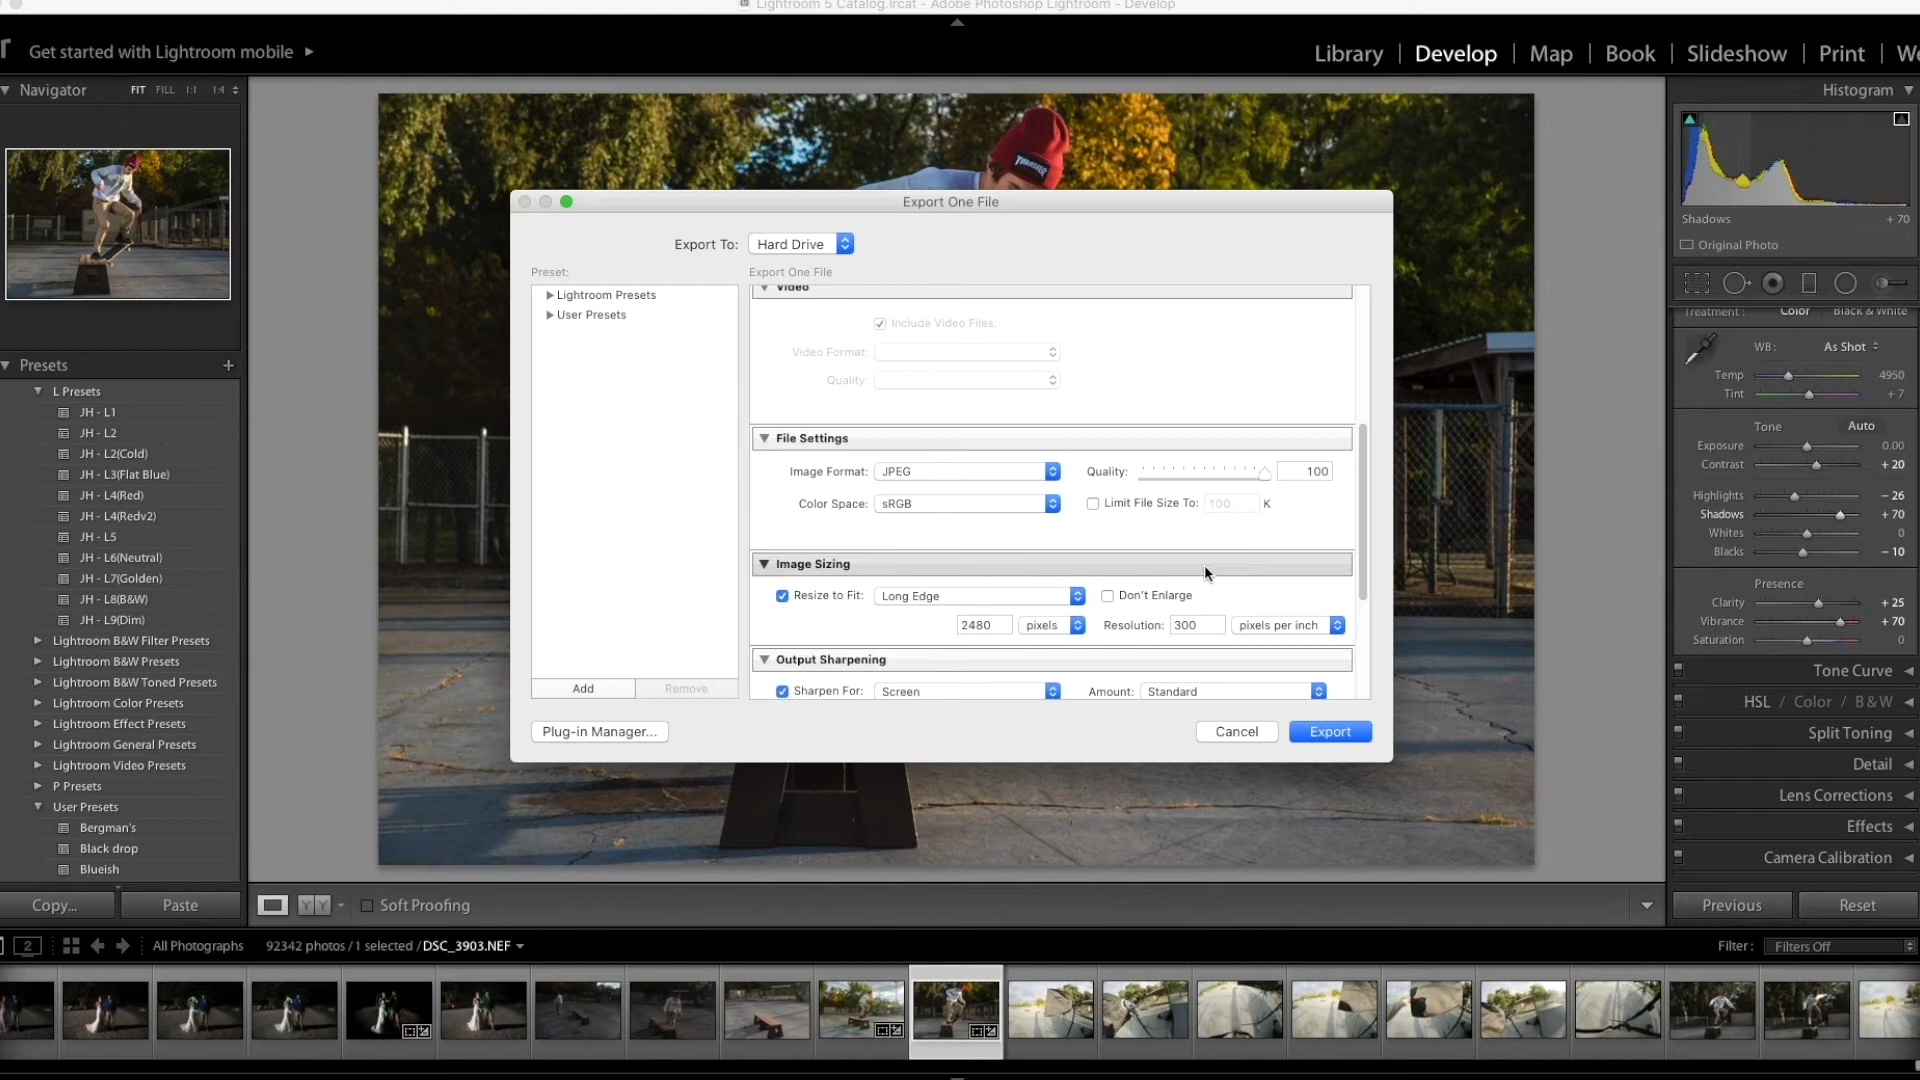 Lightroom 5 Catalog.lrcat - Adobe Photoshop Lightroom - Develop
Get started with Lightroom mobile
Library | Develop | Map | Book | Slideshow | Print | We
Navigator FIT FILL 1:1 1:4
Histogram
Shadows + 70
Original Photo
Treatment : Color Black & White
WB : As Shot
Temp 4950
Tint + 7
Tone Auto
Exposure 0.00
Contrast + 20
Highlights − 26
Shadows + 70
Whites 0
Blacks − 10
Presence
Clarity + 25
Vibrance + 70
Saturation 0
Tone Curve
HSL / Color / B & W
Split Toning
Detail
Lens Corrections
Effects
Camera Calibration
Previous Reset
Presets +
L Presets
JH - L1
JH - L2
JH - L2(Cold)
JH - L3(Flat Blue)
JH - L4(Red)
JH - L4(Redv2)
JH - L5
JH - L6(Neutral)
JH - L7(Golden)
JH - L8(B&W)
JH - L9(Dim)
Lightroom B&W Filter Presets
Lightroom B&W Presets
Lightroom B&W Toned Presets
Lightroom Color Presets
Lightroom Effect Presets
Lightroom General Presets
Lightroom Video Presets
P Presets
User Presets
Bergman's
Black drop
Blueish
Copy... Paste
THRASHER
Export One File
Export To: Hard Drive
Preset:
Lightroom Presets
User Presets
Add Remove
Export One File
Video
Include Video Files:
Video Format:
Quality:
File Settings
Image Format: JPEG Quality: 100
Color Space: sRGB Limit File Size To: 100 K
Image Sizing
Resize to Fit: Long Edge Don't Enlarge
2480 pixels Resolution: 300 pixels per inch
Output Sharpening
Sharpen For: Screen Amount: Standard
Plug-in Manager... Cancel Export
Y Y Soft Proofing
2 All Photographs 92342 photos / 1 selected / DSC_3903.NEF Filter : Filters Off